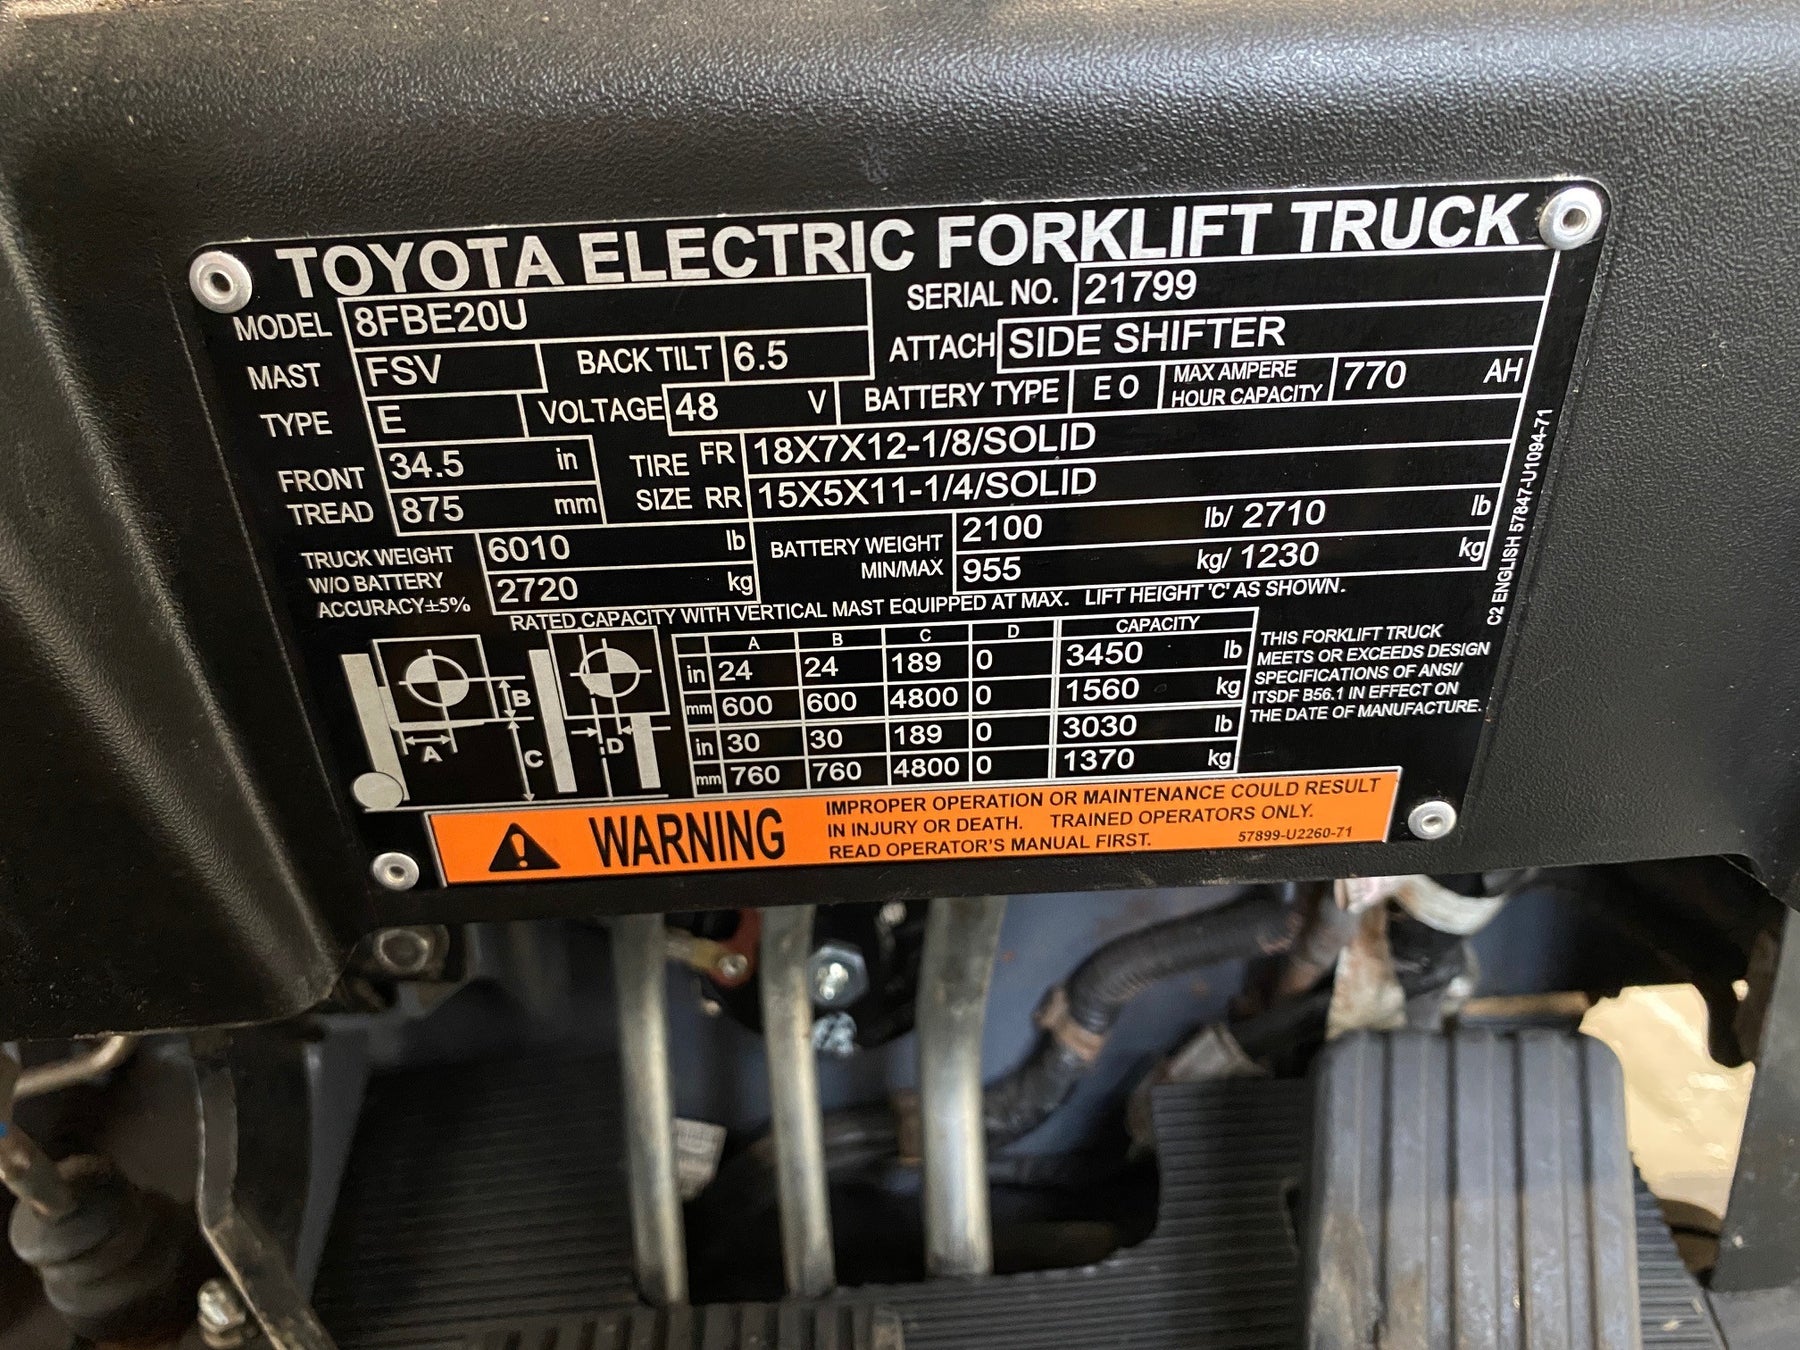 TOYOTA ELECTRIC FORKLIFT TRUCK
MODEL 8FBE20U SERIAL NO. 21799
MAST FSV BACK TILT 6.5 ATTACH SIDE SHIFTER
TYPE E VOLTAGE 48 V BATTERY TYPE E O MAX AMPERE HOUR CAPACITY 770 AH
FRONT TREAD 34.5 in TIRE SIZE FR 18X7X12-1/8/SOLID
875 mm RR 15X5X11-1/4/SOLID
TRUCK WEIGHT W/O BATTERY ACCURACY±5% 6010 lb BATTERY WEIGHT MIN/MAX 2100 lb/ 2710 lb
2720 kg 955 kg/ 1230 kg
RATED CAPACITY WITH VERTICAL MAST EQUIPPED AT MAX. LIFT HEIGHT 'C' AS SHOWN.
A B C D CAPACITY
in 24 24 189 0 3450 lb
mm 600 600 4800 0 1560 kg
in 30 30 189 0 3030 lb
mm 760 760 4800 0 1370 kg
A B C D
THIS FORKLIFT TRUCK
MEETS OR EXCEEDS DESIGN
SPECIFICATIONS OF ANSI/
ITSDF B56.1 IN EFFECT ON
THE DATE OF MANUFACTURE.
C2 ENGLISH 57847-U1094-71
WARNING
IMPROPER OPERATION OR MAINTENANCE COULD RESULT
IN INJURY OR DEATH. TRAINED OPERATORS ONLY.
READ OPERATOR'S MANUAL FIRST. 57899-U2260-71